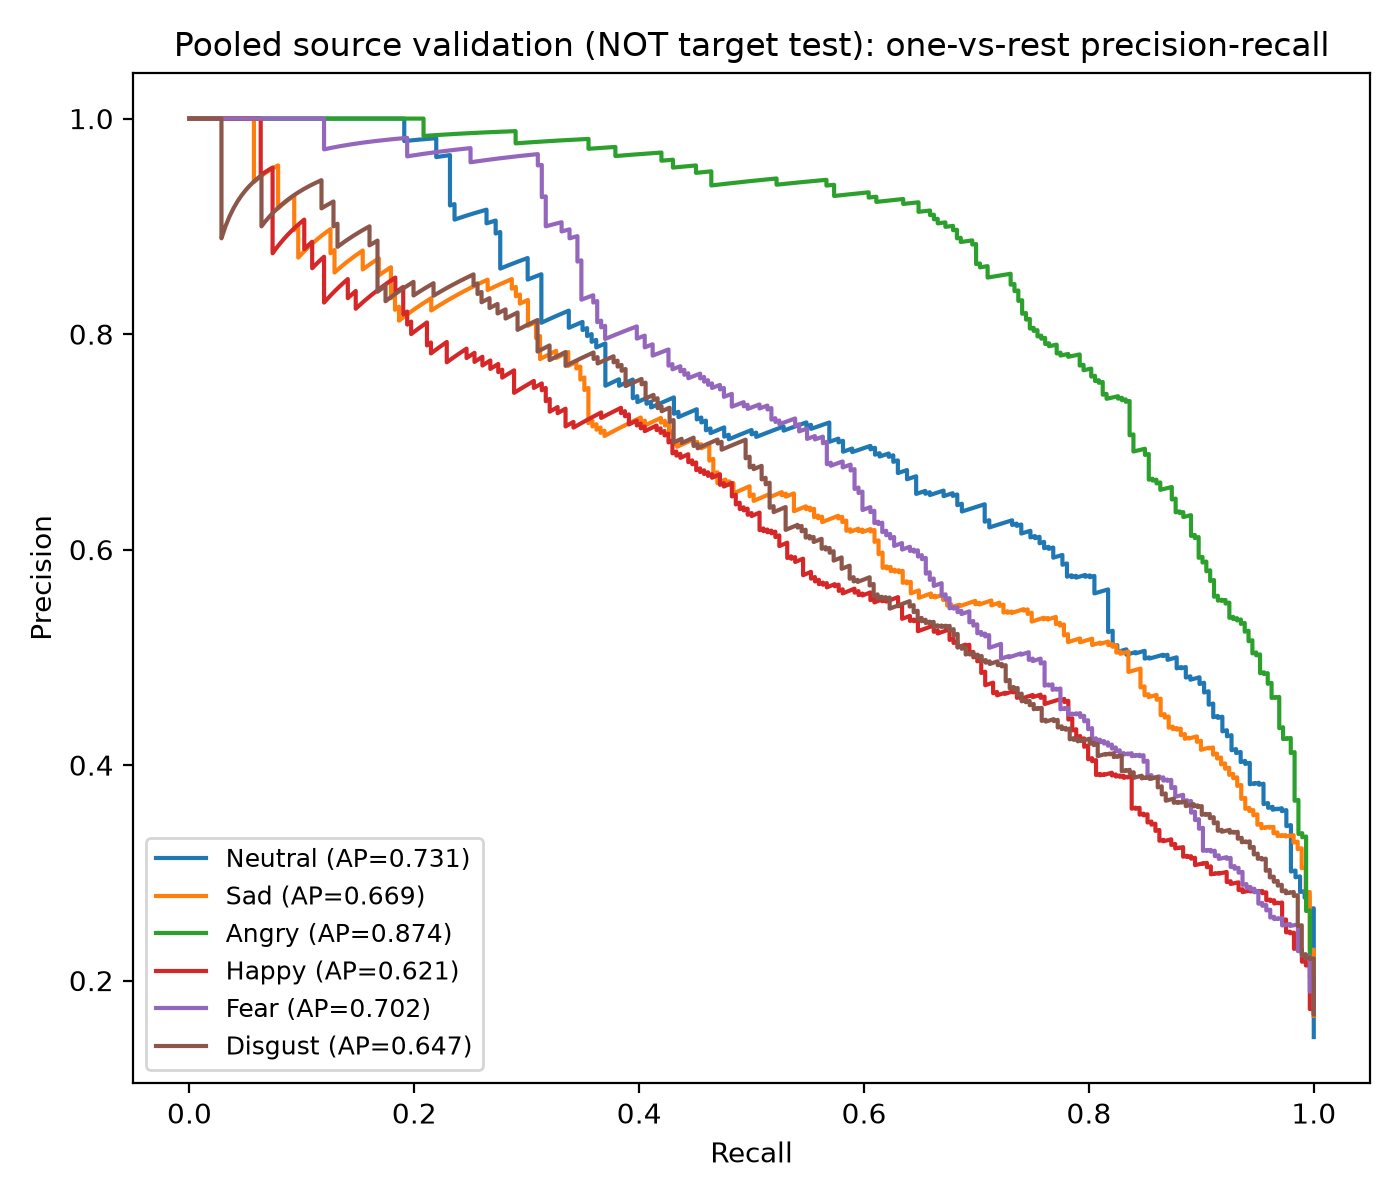 Pooled source validation (NOT target test): one-vs-rest precision-recall
1.0
0.8
0.6
0.4
0.2
Precision
Neutral (AP=0.731)
Sad (AP=0.669)
Angry (AP=0.874)
Happy (AP=0.621)
Fear (AP=0.702)
Disgust (AP=0.647)
0.0 0.2 0.4 0.6 0.8 1.0
Recall